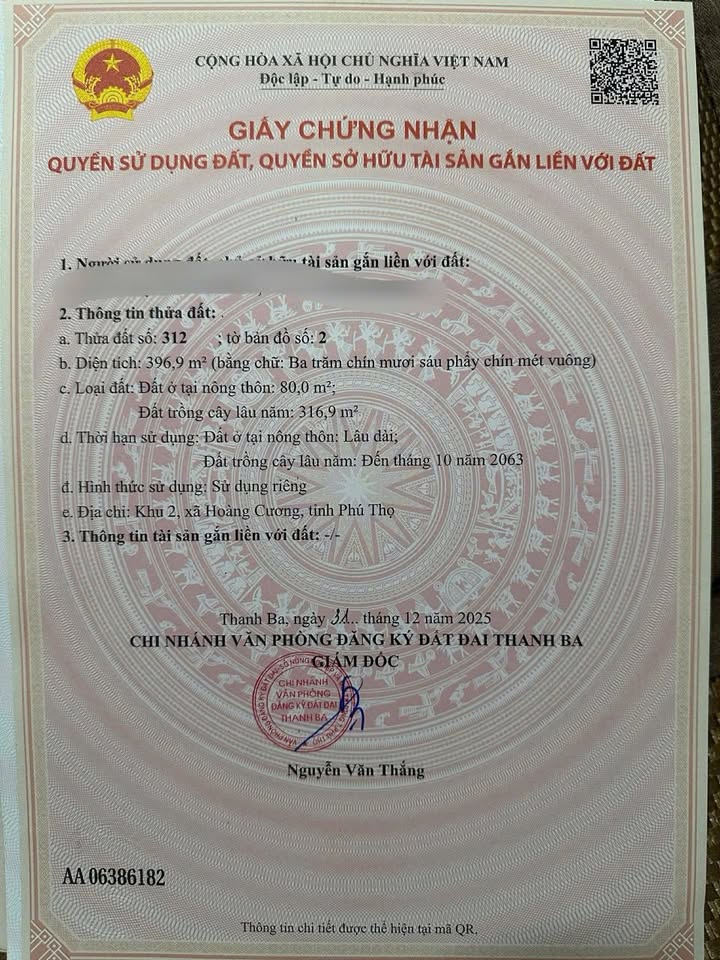 CỘNG HÒA XÃ HỘI CHỦ NGHĨA VIỆT NAM
Độc lập - Tự do - Hạnh phúc
GIẤY CHỨNG NHẬN
QUYỀN SỬ DỤNG ĐẤT, QUYỀN SỞ HỮU TÀI SẢN GẮN LIỀN VỚI ĐẤT
1. Người sử dụng đất, chủ sở hữu tài sản gắn liền với đất:
2. Thông tin thửa đất:
a. Thửa đất số: 312 ; tờ bản đồ số: 2
b. Diện tích: 396,9 m² (bằng chữ: Ba trăm chín mươi sáu phẩy chín mét vuông)
c. Loại đất: Đất ở tại nông thôn: 80,0 m²;
Đất trồng cây lâu năm: 316,9 m²
d. Thời hạn sử dụng: Đất ở tại nông thôn: Lâu dài;
Đất trồng cây lâu năm: Đến tháng 10 năm 2063
đ. Hình thức sử dụng: Sử dụng riêng
e. Địa chỉ: Khu 2, xã Hoàng Cương, tỉnh Phú Thọ
3. Thông tin tài sản gắn liền với đất: -/-
Thanh Ba, ngày 31... tháng 12 năm 2025
CHI NHÁNH VĂN PHÒNG ĐĂNG KÝ ĐẤT ĐAI THANH BA
GIÁM ĐỐC
CHI NHÁNH
VĂN PHÒNG
ĐĂNG KÝ ĐẤT ĐAI
THANH BA
Nguyễn Văn Thắng
AA 06386182
Thông tin chi tiết được thể hiện tại mã QR.